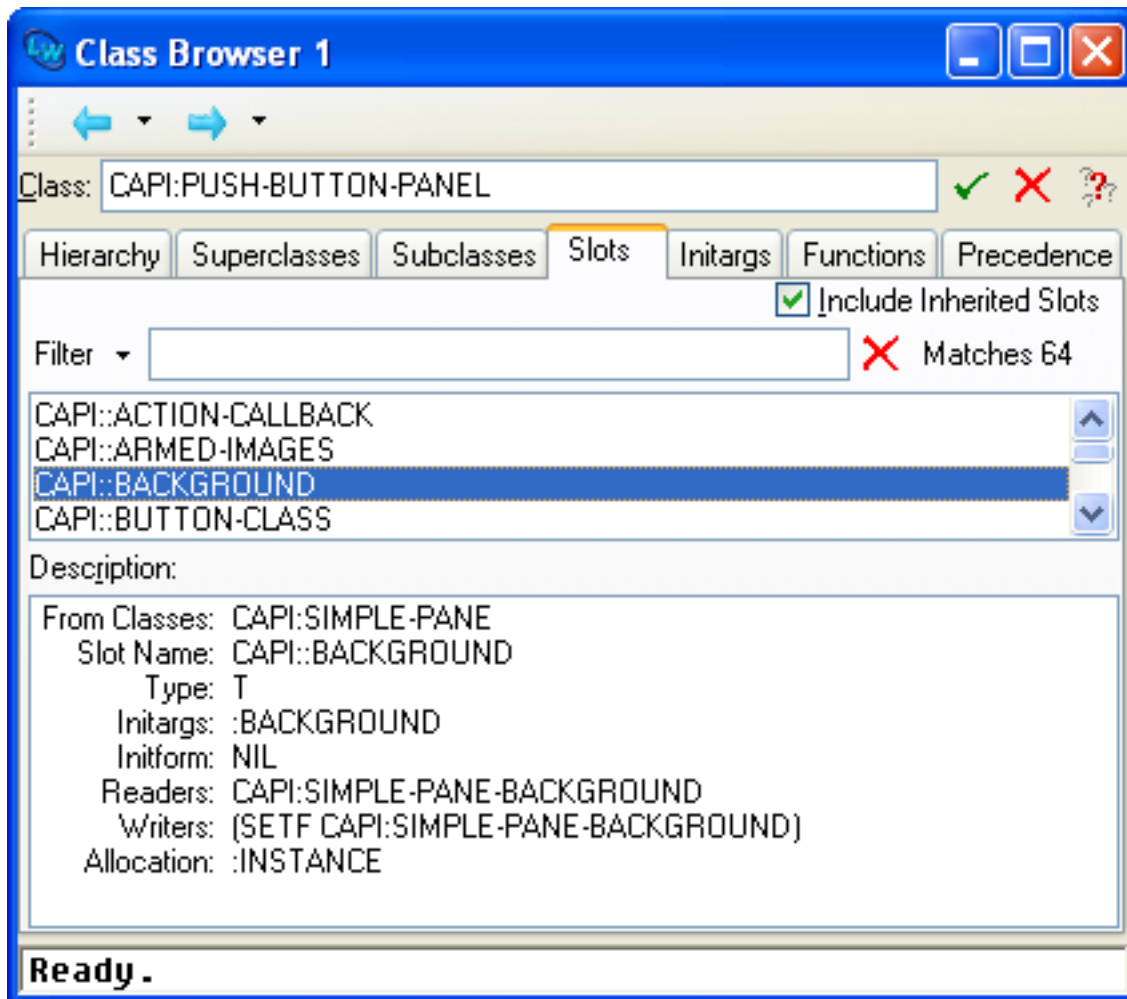 Class Browser 1
Class: CAPI:PUSH-BUTTON-PANEL
Hierarchy Superclasses Subclasses Slots Initargs Functions Precedence
Include Inherited Slots
Filter Matches 64
CAPI::ACTION-CALLBACK
CAPI::ARMED-IMAGES
CAPI::BACKGROUND
CAPI::BUTTON-CLASS
Description:
From Classes: CAPI:SIMPLE-PANE
Slot Name: CAPI::BACKGROUND
Type: T
Initargs: :BACKGROUND
Initform: NIL
Readers: CAPI:SIMPLE-PANE-BACKGROUND
Writers: (SETF CAPI:SIMPLE-PANE-BACKGROUND)
Allocation: :INSTANCE
Ready.